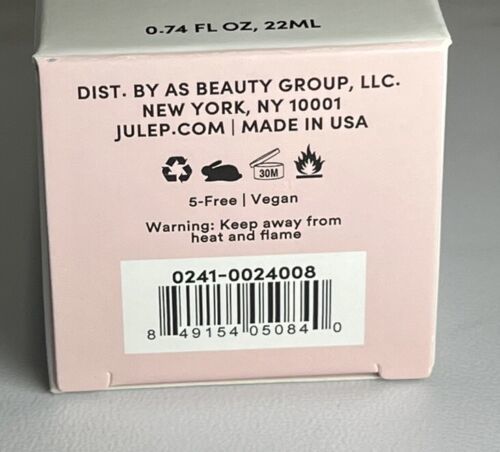 0.74 FL OZ, 22ML
DIST. BY AS BEAUTY GROUP, LLC.
NEW YORK, NY 10001
JULEP.COM | MADE IN USA
30M
5-Free | Vegan
Warning: Keep away from
heat and flame
0241-0024008
8 49154 05084 0